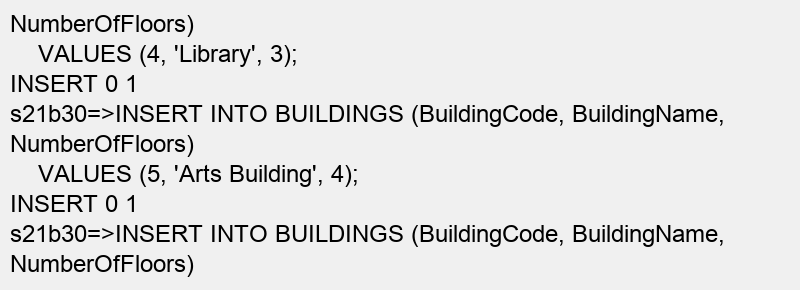 NumberOfFloors)
VALUES (4, 'Library', 3);
INSERT 0 1
s21b30=>INSERT INTO BUILDINGS (BuildingCode, BuildingName,
NumberOfFloors)
VALUES (5, 'Arts Building', 4);
INSERT 0 1
s21b30=>INSERT INTO BUILDINGS (BuildingCode, BuildingName,
NumberOfFloors)